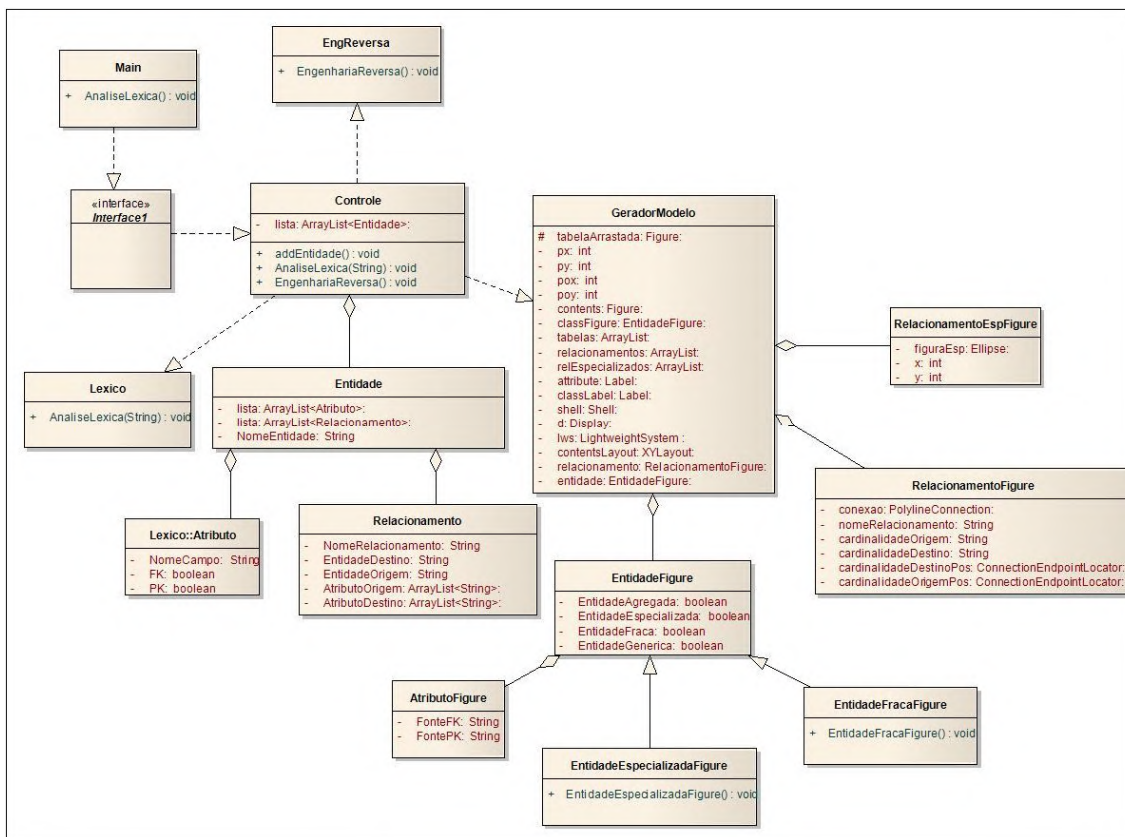 EngReversa
+ EngenhariaReversa() : void
Main
+ AnaliseLexica() : void
«interface»
Interface1
Controle
- lista: ArrayList<Entidade>:
+ addEntidade() : void
+ AnaliseLexica(String) : void
+ EngenhariaReversa() : void
GeradorModelo
# tabelaArrastada: Figure:
- px: int
- py: int
- pox: int
- poy: int
- contents: Figure:
- classFigure: EntidadeFigure:
- tabelas: ArrayList:
- relacionamentos: ArrayList:
- relEspecializados: ArrayList:
- attribute: Label:
- classLabel: Label:
- shell: Shell:
- d: Display:
- lws: LightweightSystem :
- contentsLayout: XYLayout:
- relacionamento: RelacionamentoFigure:
- entidade: EntidadeFigure:
RelacionamentoEspFigure
- figuraEsp: Ellipse:
- x: int
- y: int
Lexico
+ AnaliseLexica(String) : void
Entidade
- lista: ArrayList<Atributo>:
- lista: ArrayList<Relacionamento>:
- NomeEntidade: String
RelacionamentoFigure
- conexao: PolylineConnection:
- nomeRelacionamento: String
- cardinalidadeOrigem: String
- cardinalidadeDestino: String
- cardinalidadeDestinoPos: ConnectionEndpointLocator:
- cardinalidadeOrigemPos: ConnectionEndpointLocator:
Lexico::Atributo
- NomeCampo: String
- FK: boolean
- PK: boolean
Relacionamento
- NomeRelacionamento: String
- EntidadeDestino: String
- EntidadeOrigem: String
- AtributoOrigem: ArrayList<String>:
- AtributoDestino: ArrayList<String>:
EntidadeFigure
- EntidadeAgregada: boolean
- EntidadeEspecializada: boolean
- EntidadeFraca: boolean
- EntidadeGenerica: boolean
AtributoFigure
- FonteFK: String
- FontePK: String
EntidadeFracaFigure
+ EntidadeFracaFigure() : void
EntidadeEspecializadaFigure
+ EntidadeEspecializadaFigure() : void